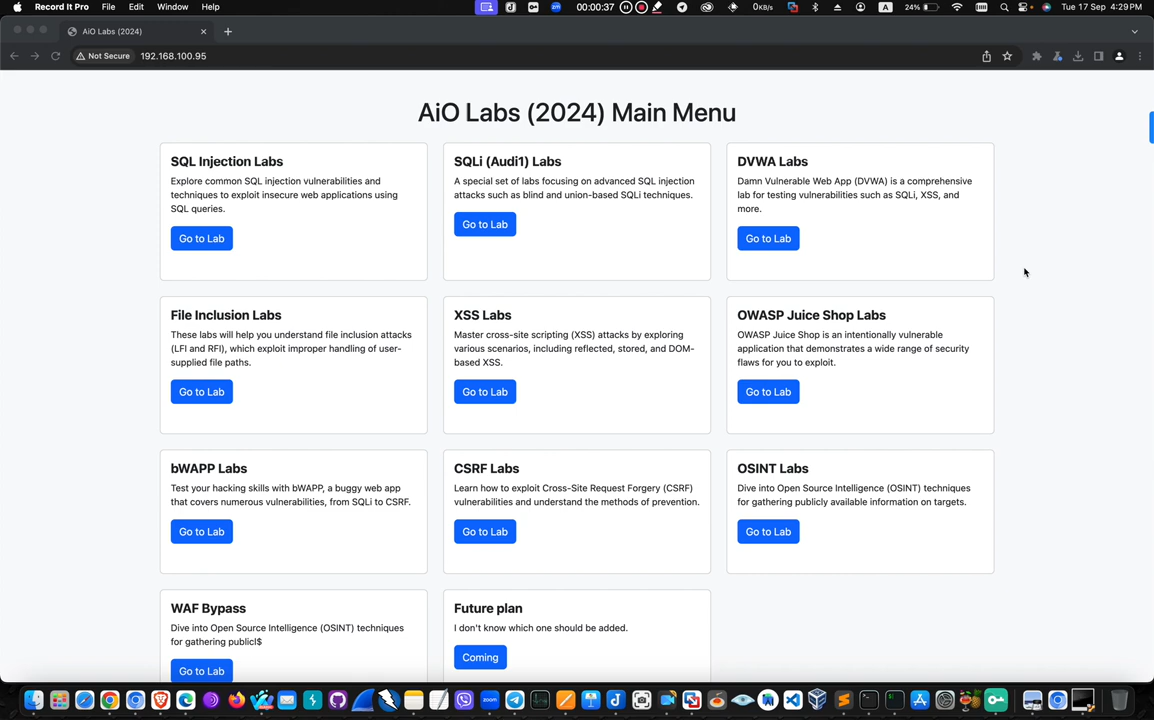 Record It Pro File Edit Window Help 00:00:37 0KB/s A 24% Tue 17 Sep 4:29 PM
AiO Labs (2024)
Not Secure 192.168.100.95
AiO Labs (2024) Main Menu
SQL Injection Labs
Explore common SQL injection vulnerabilities and
techniques to exploit insecure web applications using
SQL queries.
Go to Lab
SQLi (Audi1) Labs
A special set of labs focusing on advanced SQL injection
attacks such as blind and union-based SQLi techniques.
Go to Lab
DVWA Labs
Damn Vulnerable Web App (DVWA) is a comprehensive
lab for testing vulnerabilities such as SQLi, XSS, and
more.
Go to Lab
File Inclusion Labs
These labs will help you understand file inclusion attacks
(LFI and RFI), which exploit improper handling of user-
supplied file paths.
Go to Lab
XSS Labs
Master cross-site scripting (XSS) attacks by exploring
various scenarios, including reflected, stored, and DOM-
based XSS.
Go to Lab
OWASP Juice Shop Labs
OWASP Juice Shop is an intentionally vulnerable
application that demonstrates a wide range of security
flaws for you to exploit.
Go to Lab
bWAPP Labs
Test your hacking skills with bWAPP, a buggy web app
that covers numerous vulnerabilities, from SQLi to CSRF.
Go to Lab
CSRF Labs
Learn how to exploit Cross-Site Request Forgery (CSRF)
vulnerabilities and understand the methods of prevention.
Go to Lab
OSINT Labs
Dive into Open Source Intelligence (OSINT) techniques
for gathering publicly available information on targets.
Go to Lab
WAF Bypass
Dive into Open Source Intelligence (OSINT) techniques
for gathering publicl$
Go to Lab
Future plan
I don't know which one should be added.
Coming